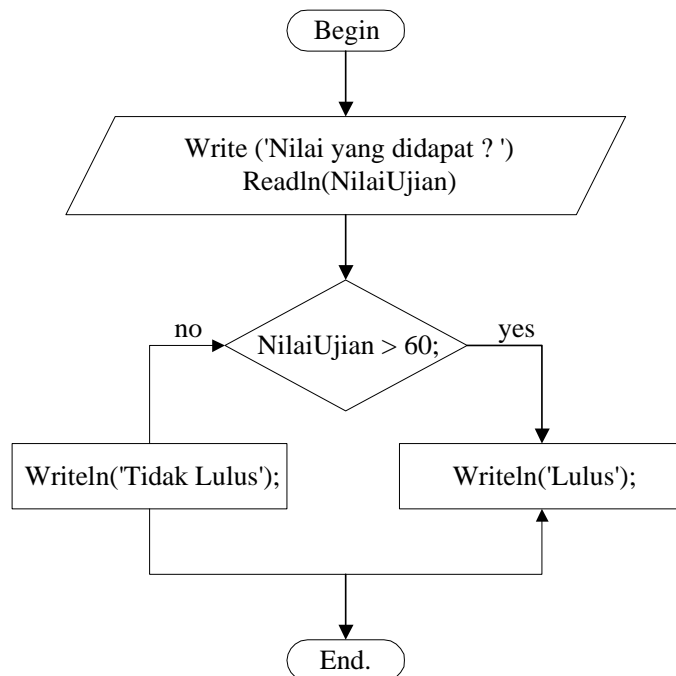 Begin
Write ('Nilai yang didapat ? ')
Readln(NilaiUjian)
no
yes
NilaiUjian > 60;
Writeln('Tidak Lulus');
Writeln('Lulus');
End.